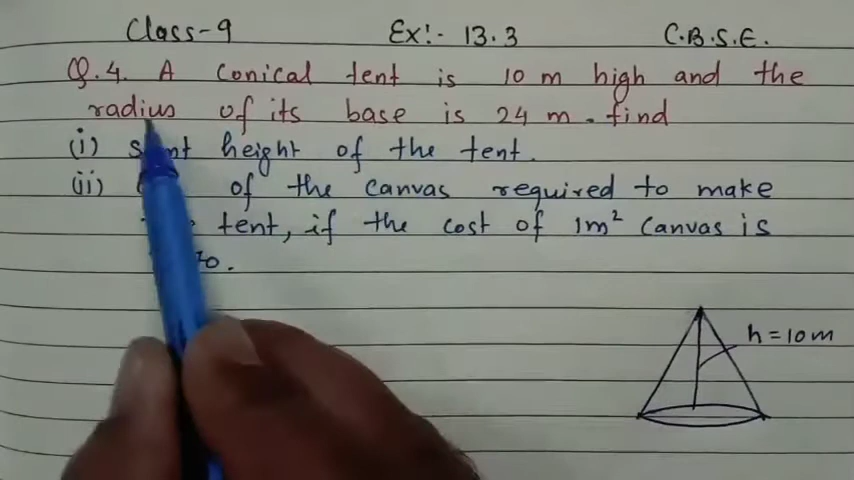 Class-9 Ex:- 13.3 C.B.S.E.
Q.4. A conical tent is 10 m high and the
radius of its base is 24 m. find
(i) height of the tent.
(ii) of the canvas required to make
tent, if the cost of 1m² canvas is
70.
h = 10m